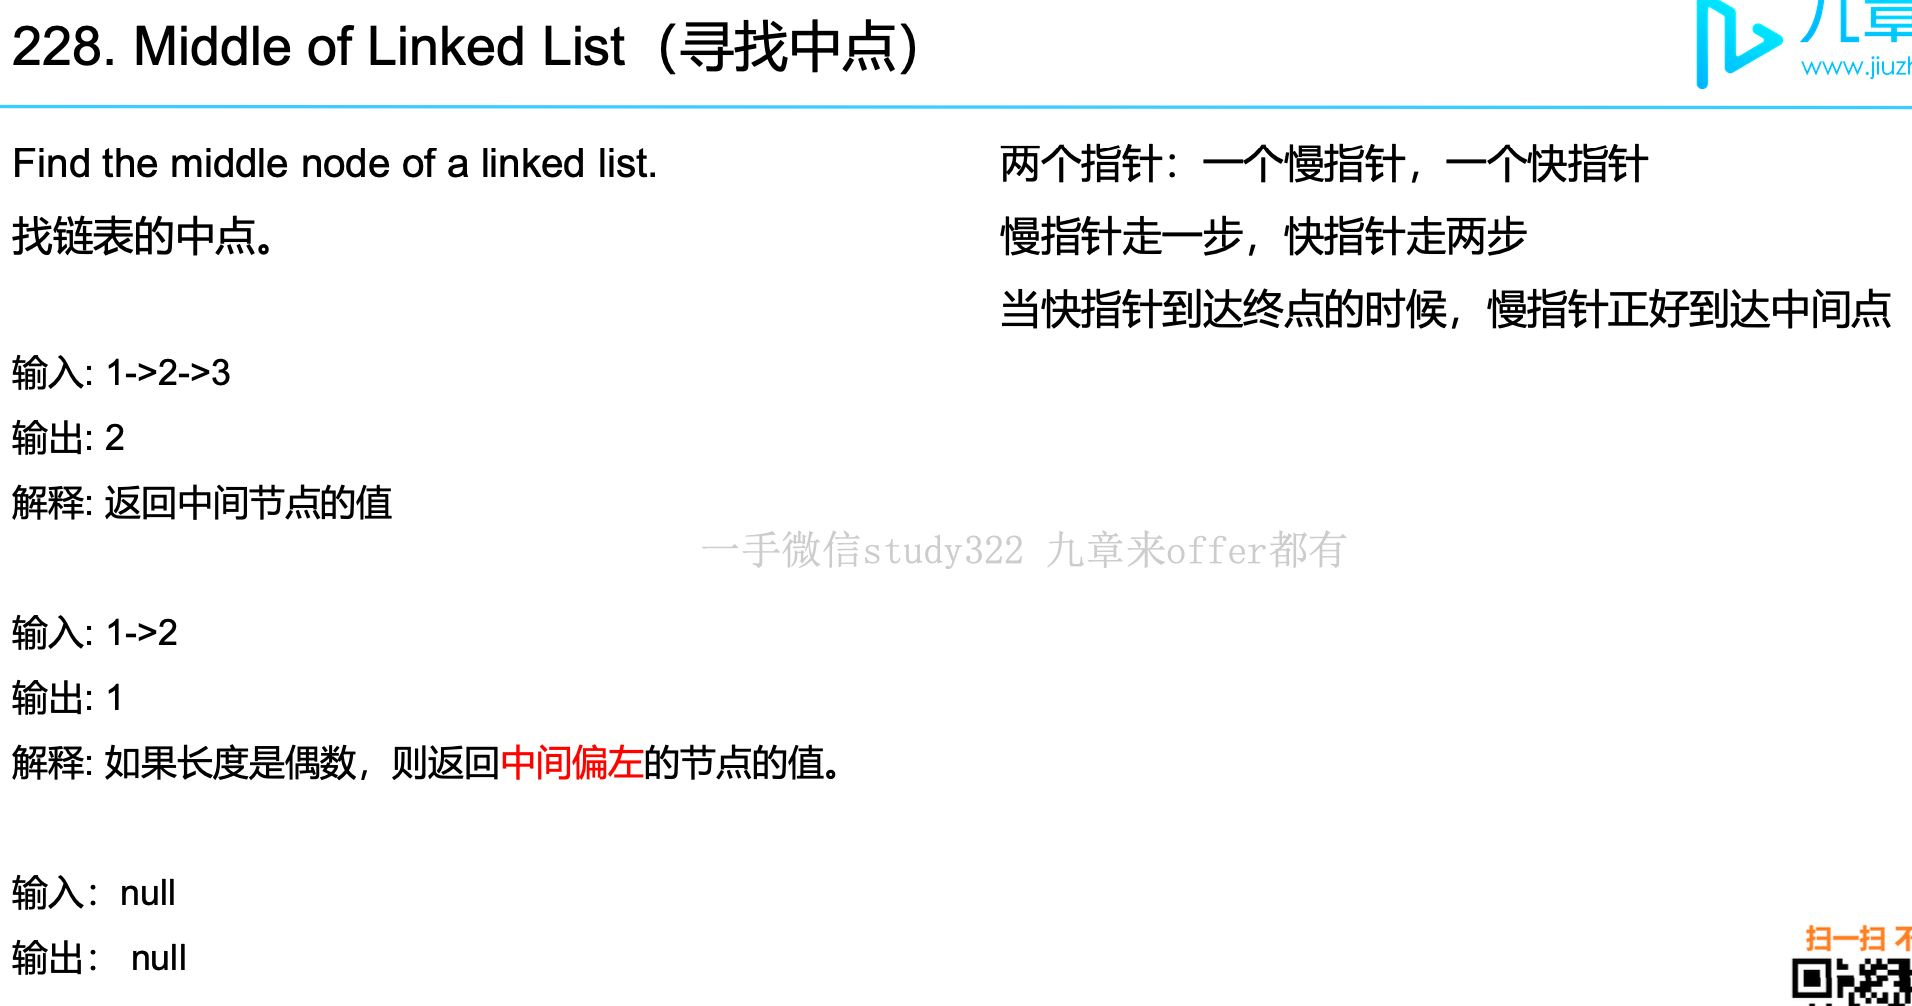 228. Middle of Linked List（寻找中点）
九章
www.jiuzh
Find the middle node of a linked list.
找链表的中点。
输入: 1->2->3
输出: 2
解释: 返回中间节点的值
输入: 1->2
输出: 1
解释: 如果长度是偶数，则返回中间偏左的节点的值。
输入：null
输出： null
两个指针：一个慢指针，一个快指针
慢指针走一步，快指针走两步
当快指针到达终点的时候，慢指针正好到达中间点
一手微信study322 九章来offer都有
扫一扫 不